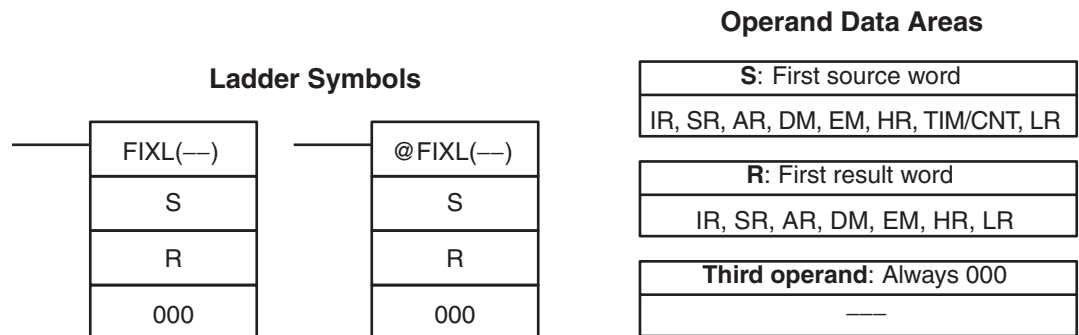 Operand Data Areas
Ladder Symbols
FIXL(––)
S
R
000
@FIXL(––)
S
R
000
S: First source word
IR, SR, AR, DM, EM, HR, TIM/CNT, LR
R: First result word
IR, SR, AR, DM, EM, HR, LR
Third operand: Always 000
–––